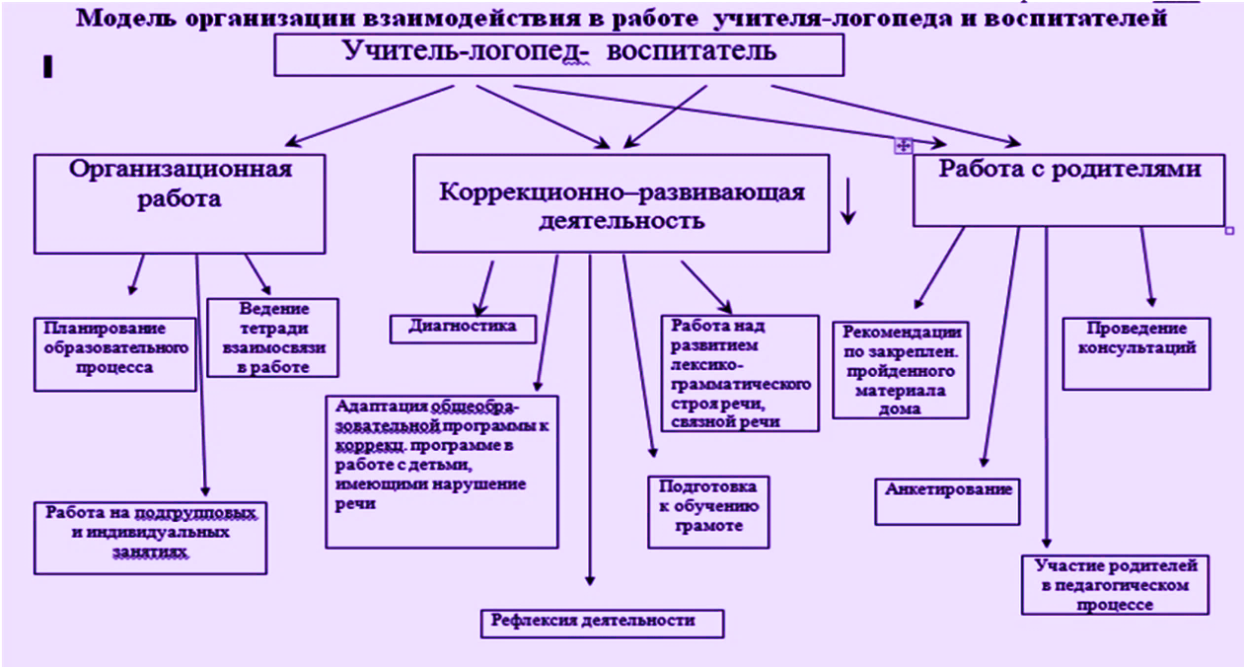 Модель организации взаимодействия в работе учителя-логопеда и воспитателей
Учитель-логопед- воспитатель
Организационная
работа
Коррекционно–развивающая
деятельность
Работа с родителями
Планирование
образовательного
процесса
Ведение
тетради
взаимосвязи
в работе
Работа на подгрупповых
и индивидуальных
занятиях
Диагностика
Адаптация общеобра-
зовательной программы к
коррекц. программе в
работе с детьми,
имеющими нарушение
речи
Рефлексия деятельности
Подготовка
к обучению
грамоте
Работа над
развитием
лексико-
грамматического
строя речи,
связной речи
Рекомендации
по закреплен.
пройденного
материала
дома
Анкетирование
Участие родителей
в педагогическом
процессе
Проведение
консультаций